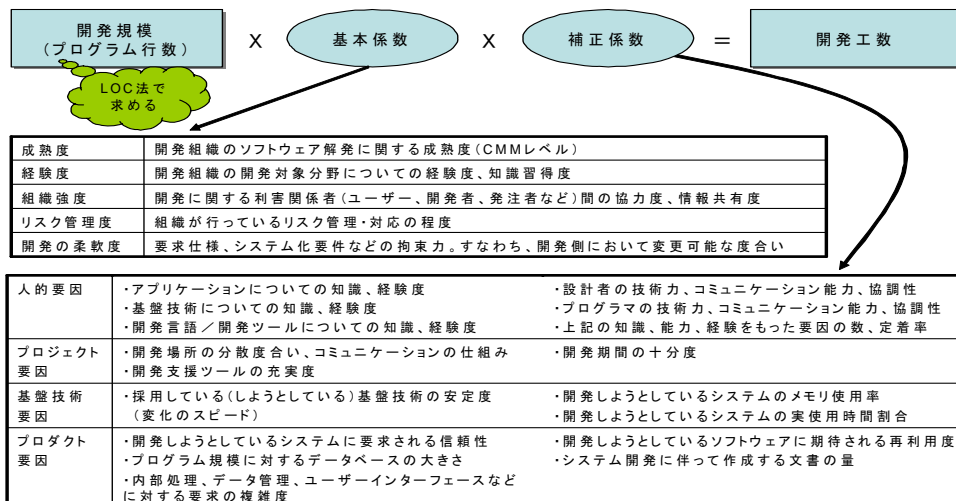 開発規模
(プログラム行数)
X
基本係数
X
補正係数
=
開発工数
LOC法で
求める
成熟度 開発組織のソフトウェア解発に関する成熟度(CMMレベル)
経験度 開発組織の開発対象分野についての経験度、知識習得度
組織強度 開発に関する利害関係者(ユーザー、開発者、発注者など)間の協力度、情報共有度
リスク管理度 組織が行っているリスク管理・対応の程度
開発の柔軟度 要求仕様、システム化要件などの拘束力。すなわち、開発側において変更可能な度合い
人的要因
・アプリケーションについての知識、経験度
・基盤技術についての知識、経験度
・開発言語/開発ツールについての知識、経験度
・設計者の技術力、コミュニケーション能力、協調性
・プログラマの技術力、コミュニケーション能力、協調性
・上記の知識、能力、経験をもった要因の数、定着率
プロジェクト
要因
・開発場所の分散度合い、コミュニケーションの仕組み
・開発支援ツールの充実度
・開発期間の十分度
基盤技術
要因
・採用している(しようとしている)基盤技術の安定度
(変化のスピード)
・開発しようとしているシステムのメモリ使用率
・開発しようとしているシステムの実使用時間割合
プロダクト
要因
・開発しようとしているシステムに要求される信頼性
・プログラム規模に対するデータベースの大きさ
・内部処理、データ管理、ユーザーインターフェースなど
に対する要求の複雑度
・開発しようとしているソフトウェアに期待される再利用度
・システム開発に伴って作成する文書の量